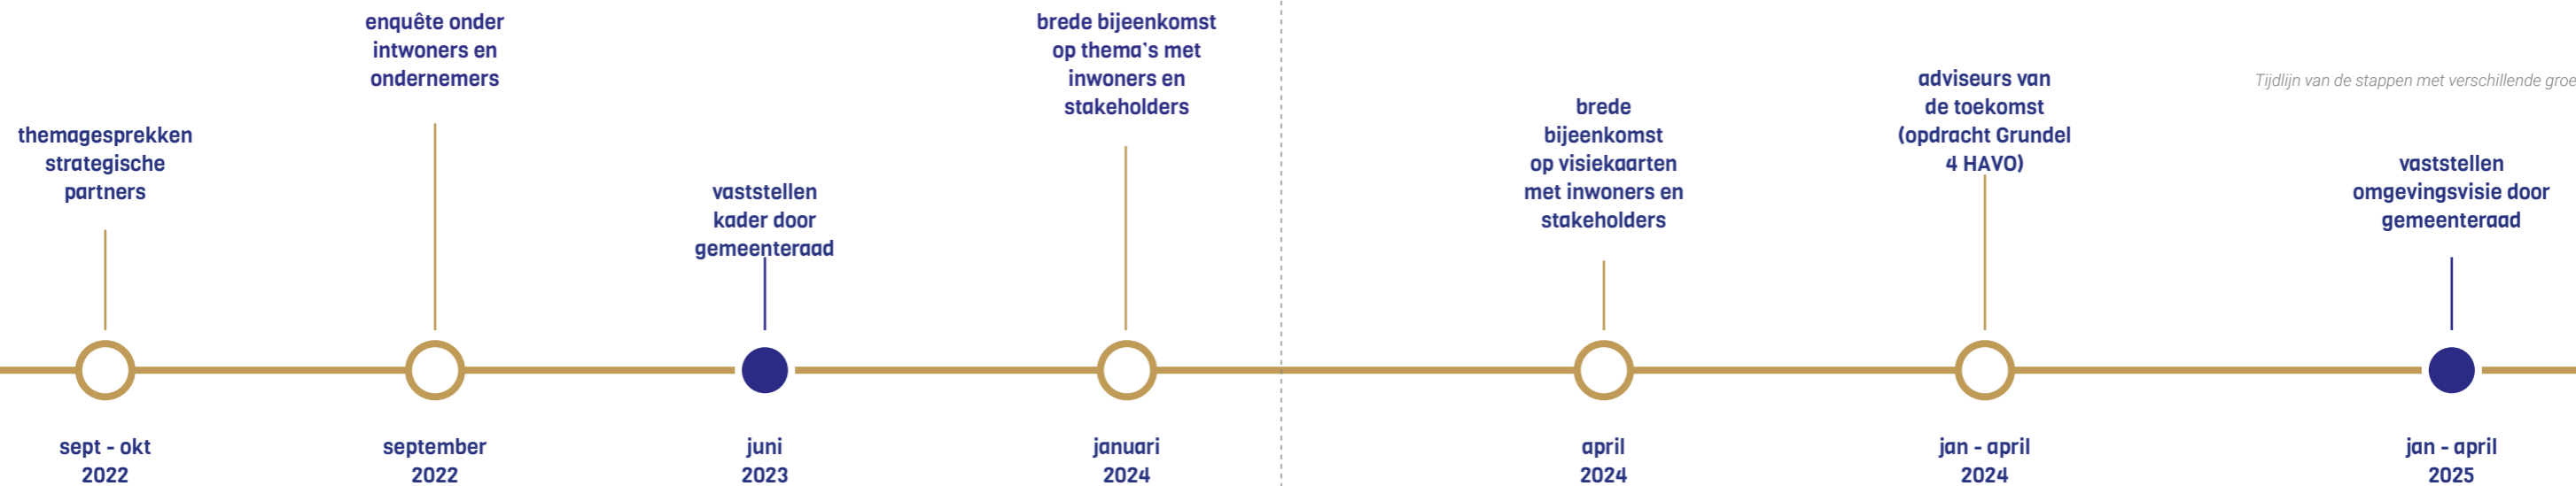 themagesprekken
strategische
partners
sept - okt
2022
enquête onder
intwoners en
ondernemers
september
2022
vaststellen
kader door
gemeenteraad
juni
2023
brede bijeenkomst
op thema's met
inwoners en
stakeholders
januari
2024
brede
bijeenkomst
op visiekaarten
met inwoners en
stakeholders
april
2024
adviseurs van
de toekomst
(opdracht Grundel
4 HAVO)
jan - april
2024
Tijdlijn van de stappen met verschillende groe
vaststellen
omgevingsvisie door
gemeenteraad
jan - april
2025